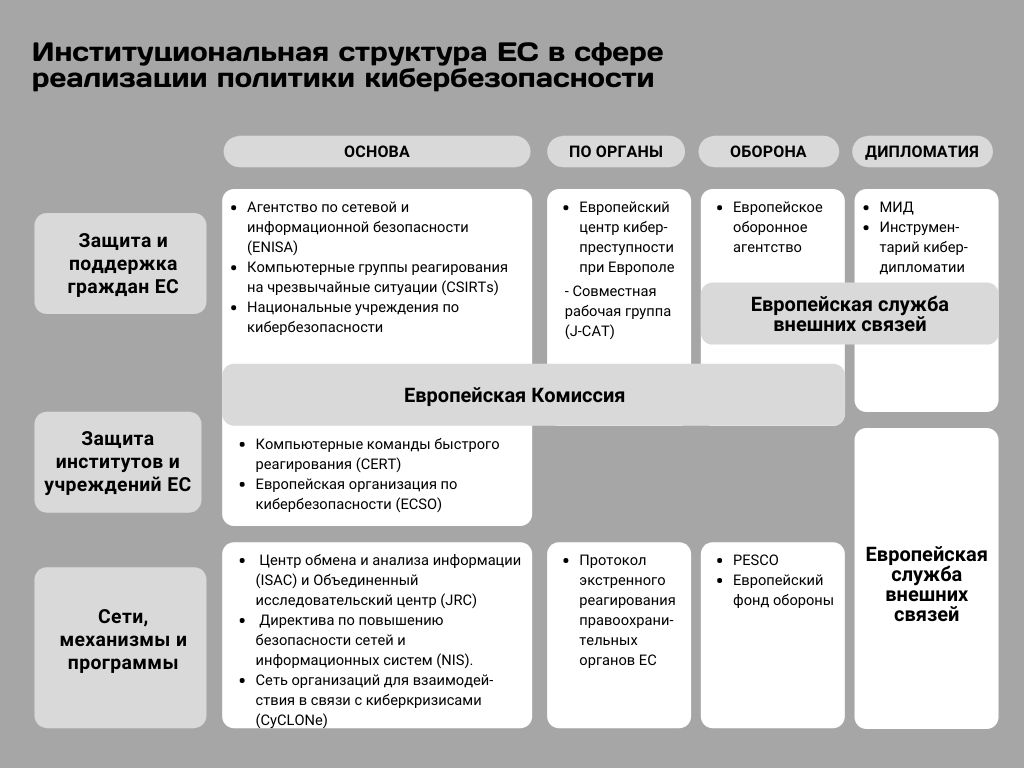 Институциональная структура ЕС в сфере
реализации политики кибербезопасности
ОСНОВА
ПО ОРГАНЫ
ОБОРОНА
ДИПЛОМАТИЯ
Защита и
поддержка
граждан ЕС
• Агентство по сетевой и
информационной безопасности
(ENISA)
• Компьютерные группы реагирования
на чрезвычайные ситуации (CSIRTs)
• Национальные учреждения по
кибербезопасности
• Европейский
центр кибер-
преступности
при Европоле
- Совместная
рабочая группа
(J-CAT)
• Европейское
оборонное
агентство
• МИД
• Инструмен-
тарий кибер-
дипломатии
Европейская служба
внешних связей
Европейская Комиссия
Защита
институтов и
учреждений ЕС
• Компьютерные команды быстрого
реагирования (CERT)
• Европейская организация по
кибербезопасности (ECSO)
Сети,
механизмы и
программы
• Центр обмена и анализа информации
(ISAC) и Объединенный
исследовательский центр (JRC)
• Директива по повышению
безопасности сетей и
информационных систем (NIS).
• Сеть организаций для взаимодей-
ствия в связи с киберкризисами
(CyCLONe)
• Протокол
экстренного
реагирования
правоохрани-
тельных
органов ЕС
• PESCO
• Европейский
фонд обороны
Европейская
служба
внешних
связей